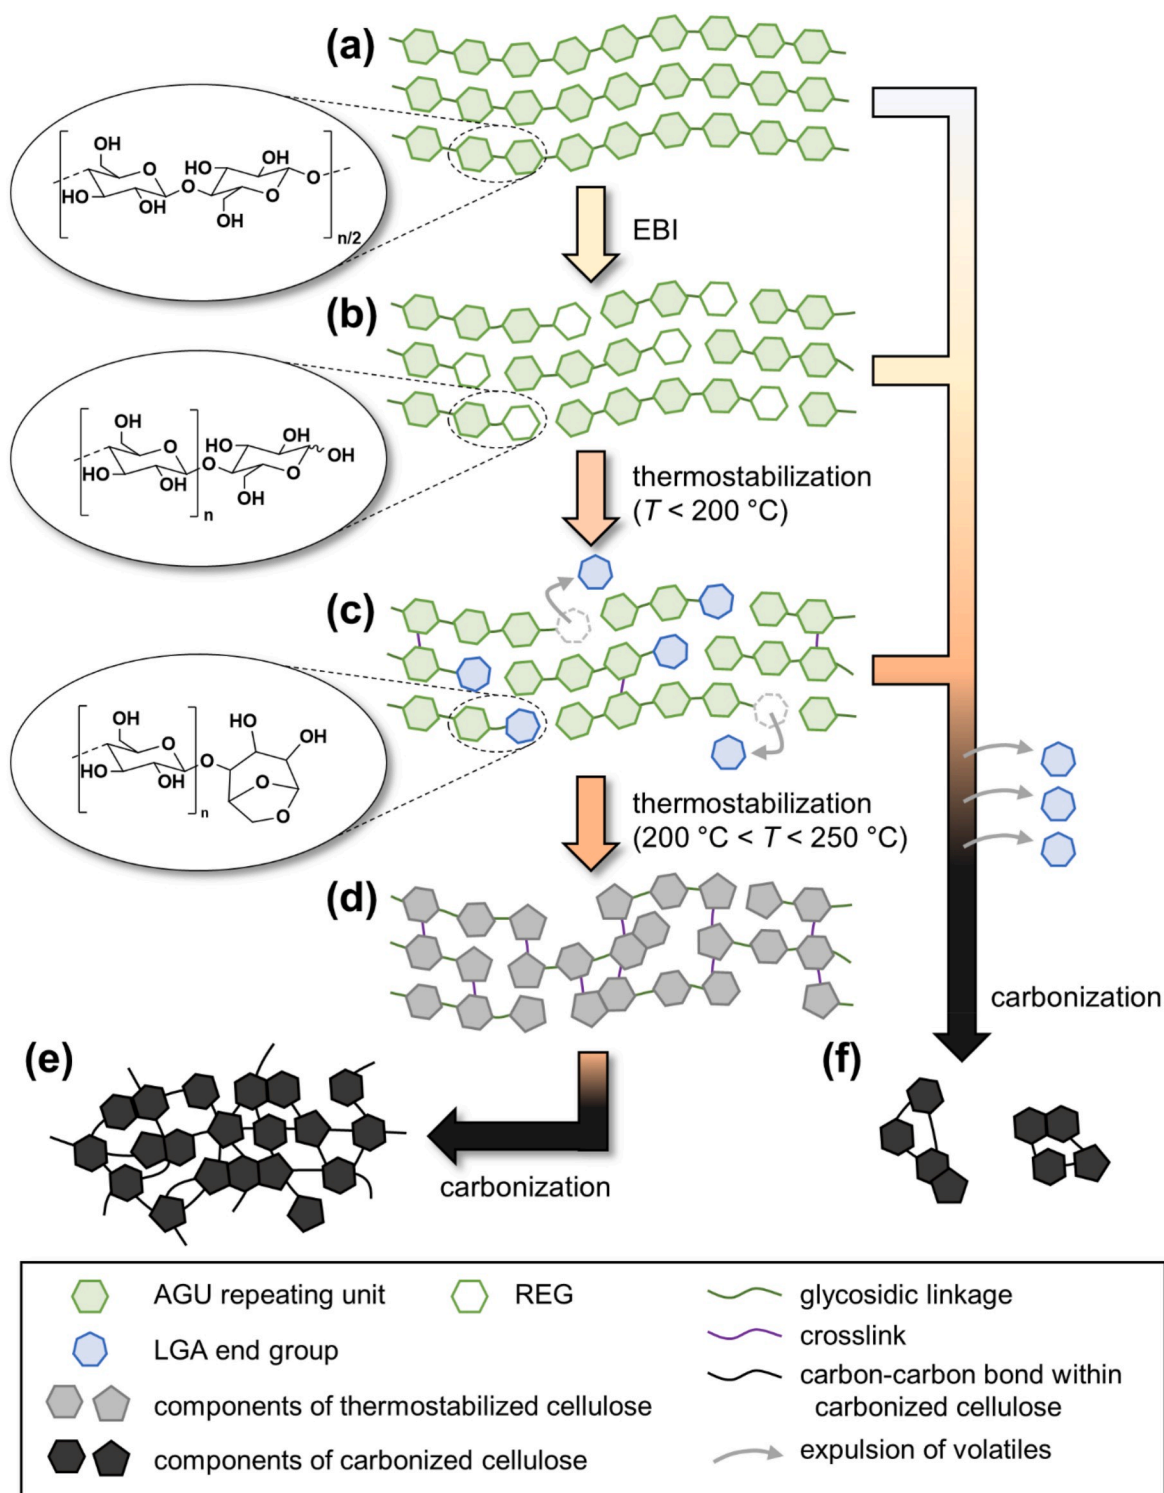 (a)
OH
O
HO
OH
HO
OH
O
HO
OH
O
O
n/2
EBI
(b)
OH
O
HO
OH
HO
OH
O
O
OH
OH
n
thermostabilization
(T < 200 °C)
(c)
OH
O
HO
OH
O
n
HO
OH
O
O
thermostabilization
(200 °C < T < 250 °C)
(d)
carbonization
(e)
(f)
carbonization
AGU repeating unit
REG
glycosidic linkage
LGA end group
crosslink
carbon-carbon bond within
carbonized cellulose
components of thermostabilized cellulose
expulsion of volatiles
components of carbonized cellulose